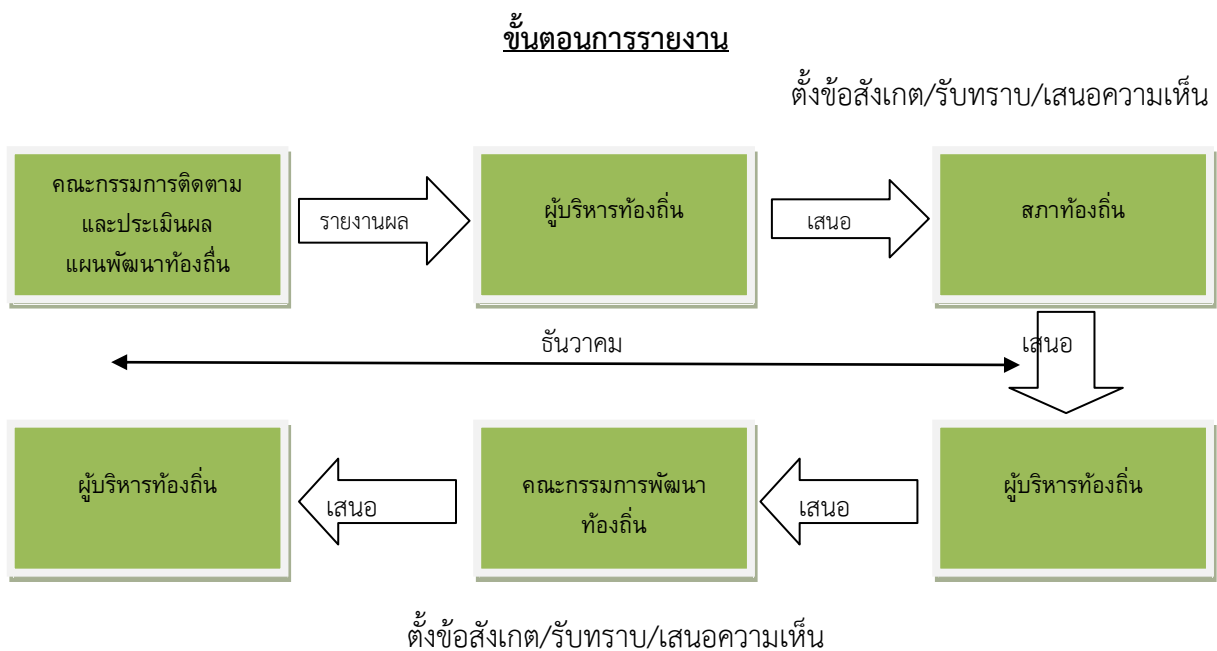 ขั้นตอนการรายงาน
ตั้งข้อสังเกต/รับทราบ/เสนอความเห็น
คณะกรรมการติดตาม
และประเมินผล
แผนพัฒนาท้องถิ่น
รายงานผล
ผู้บริหารท้องถิ่น
เสนอ
สภาท้องถิ่น
ธันวาคม
เสนอ
ผู้บริหารท้องถิ่น
เสนอ
คณะกรรมการพัฒนา
ท้องถิ่น
เสนอ
ผู้บริหารท้องถิ่น
ตั้งข้อสังเกต/รับทราบ/เสนอความเห็น